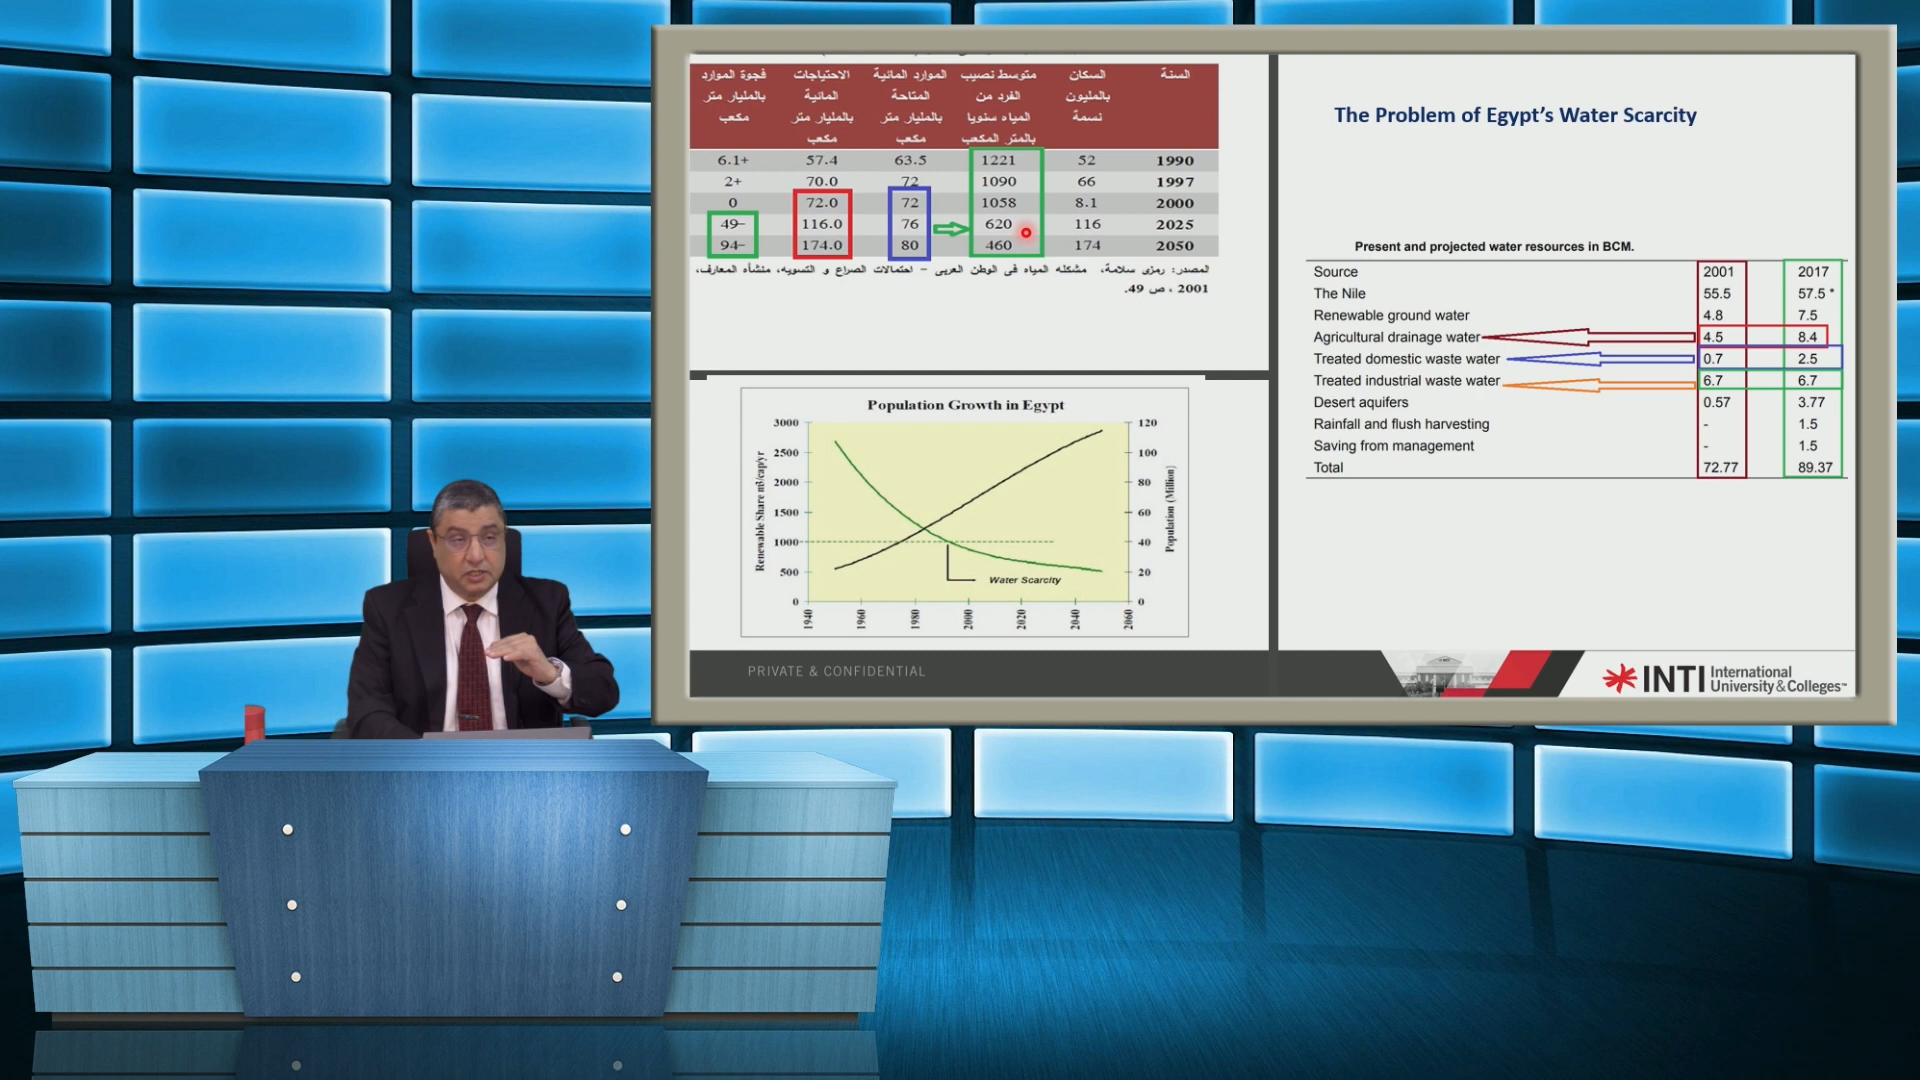 السنة
السكان بالمليون نسمة
متوسط نصيب الفرد من المياه سنويا بالمتر المكعب
الموارد المائية المتاحة بالمليار متر مكعب
الاحتياجات المائية بالمليار متر مكعب
فجوة الموارد بالمليار متر مكعب
1990 52 1221 63.5 57.4 6.1+
1997 66 1090 72 70.0 2+
2000 8.1 1058 72 72.0 0
2025 116 620 76 116.0 49−
2050 174 460 80 174.0 94−
المصدر: رمزى سلامة، مشكله المياه فى الوطن العربى – احتمالات الصراع و التسويه، منشأه المعارف،
2001 ، ص 49.
Population Growth in Egypt
Renewable Share m3/cap/yr
3000
2500
2000
1500
1000
500
0
120
100
80
60
40
20
0
Population (Million)
Water Scarcity
1940 1960 1980 2000 2020 2040 2060
The Problem of Egypt’s Water Scarcity
Present and projected water resources in BCM.
Source 2001 2017
The Nile 55.5 57.5 *
Renewable ground water 4.8 7.5
Agricultural drainage water 4.5 8.4
Treated domestic waste water 0.7 2.5
Treated industrial waste water 6.7 6.7
Desert aquifers 0.57 3.77
Rainfall and flush harvesting - 1.5
Saving from management - 1.5
Total 72.77 89.37
PRIVATE & CONFIDENTIAL
INTI International
University & Colleges